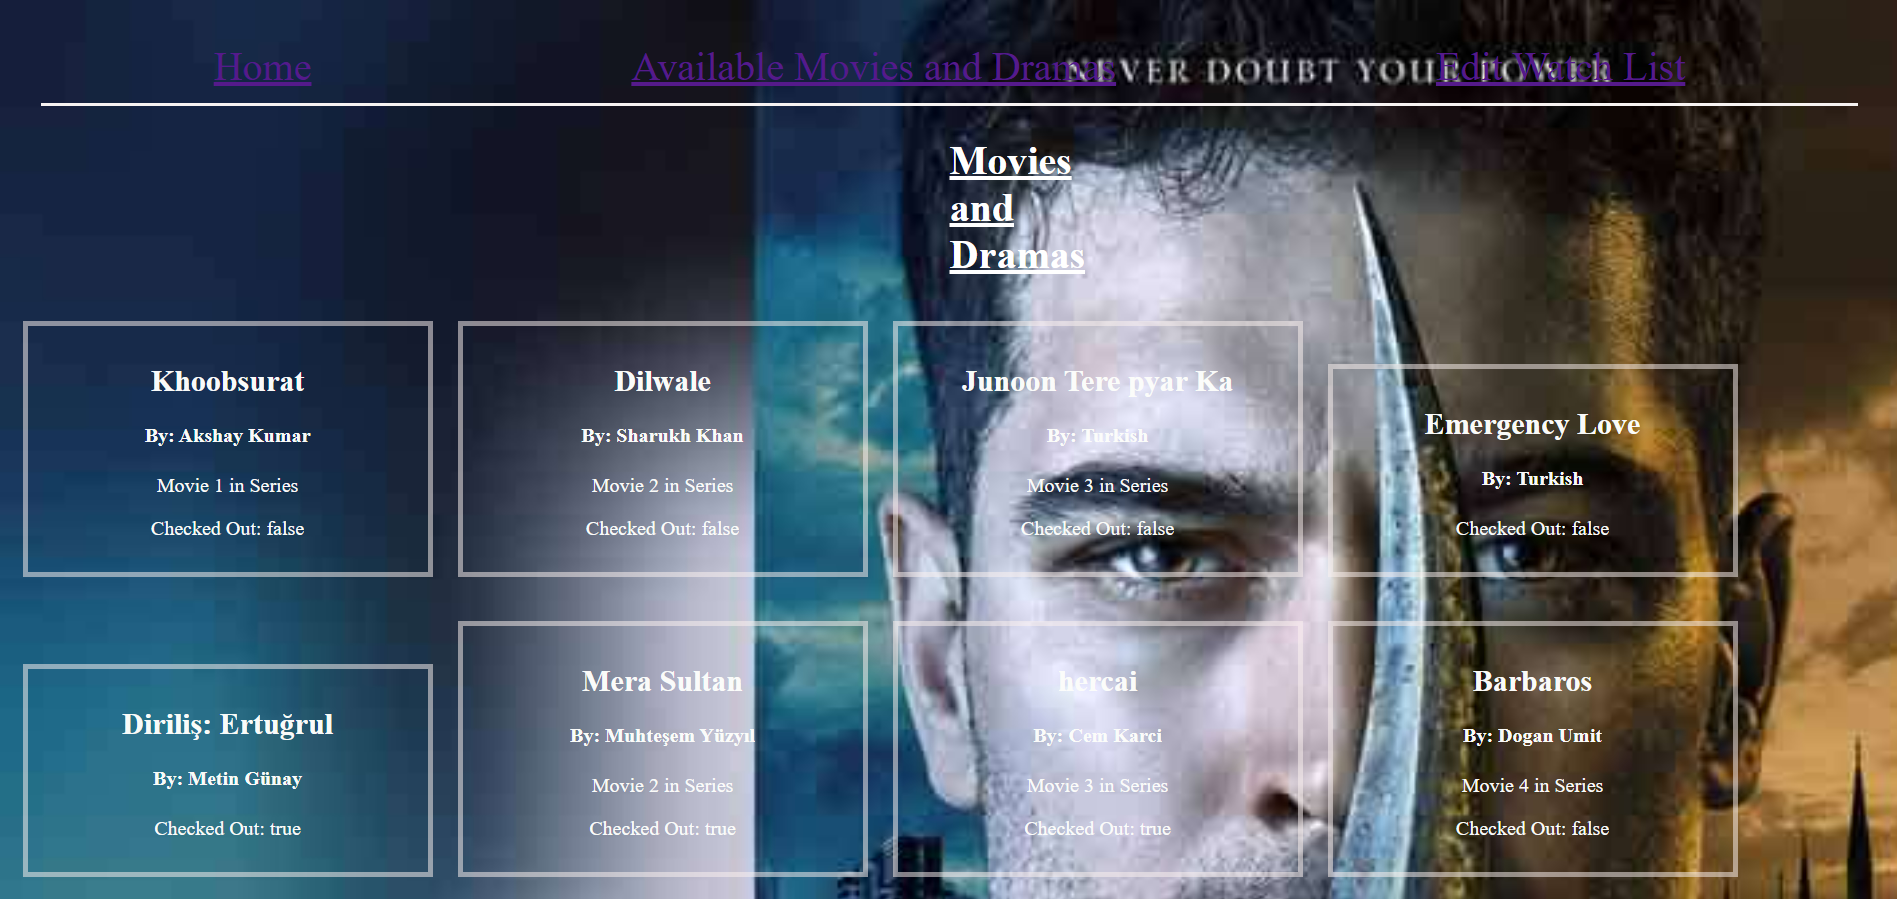 Home
Available Movies and Dramas
Edit Watch List
Movies
and
Dramas
Khoobsurat
By: Akshay Kumar
Movie 1 in Series
Checked Out: false
Dilwale
By: Sharukh Khan
Movie 2 in Series
Checked Out: false
Junoon Tere pyar Ka
By: Turkish
Movie 3 in Series
Checked Out: false
Emergency Love
By: Turkish
Checked Out: false
Diriliş: Ertuğrul
By: Metin Günay
Checked Out: true
Mera Sultan
By: Muhteşem Yüzyıl
Movie 2 in Series
Checked Out: true
hercai
By: Cem Karci
Movie 3 in Series
Checked Out: true
Barbaros
By: Dogan Umit
Movie 4 in Series
Checked Out: false